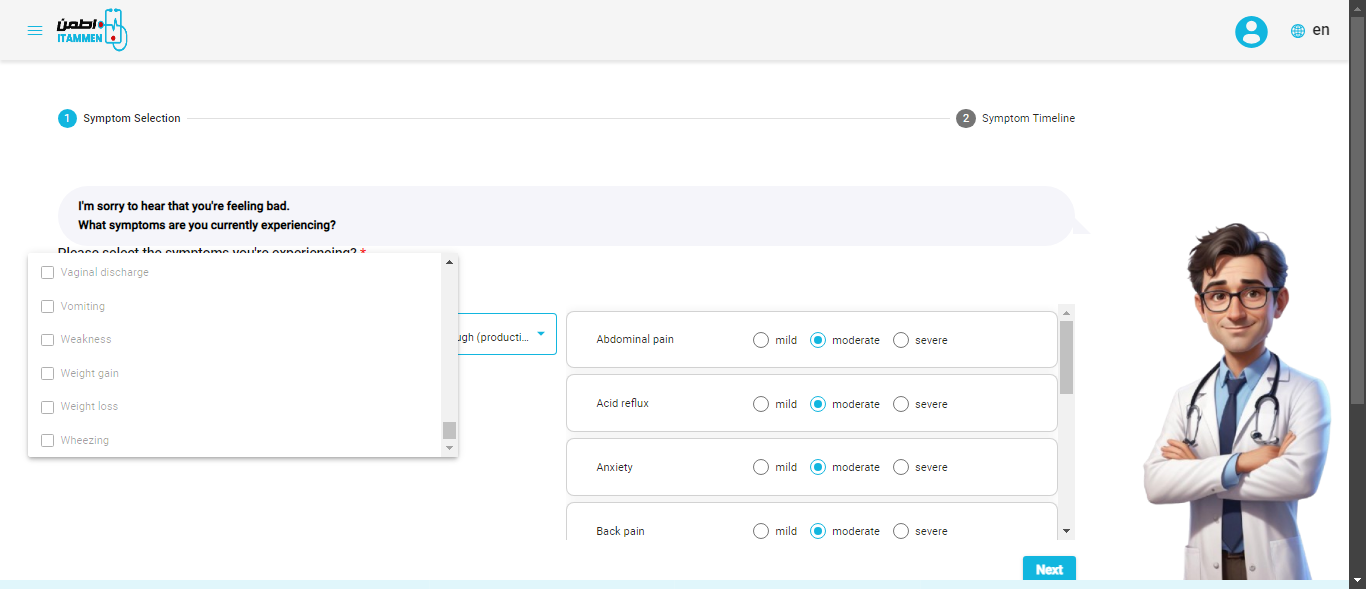 اطمن
ITAMMEN
en
1 Symptom Selection
2 Symptom Timeline
I'm sorry to hear that you're feeling bad.
What symptoms are you currently experiencing?
Please select the symptoms you're experiencing? *
Vaginal discharge
Vomiting
Weakness
Weight gain
Weight loss
Wheezing
ugh (producti...
Abdominal pain mild moderate severe
Acid reflux mild moderate severe
Anxiety mild moderate severe
Back pain mild moderate severe
Next